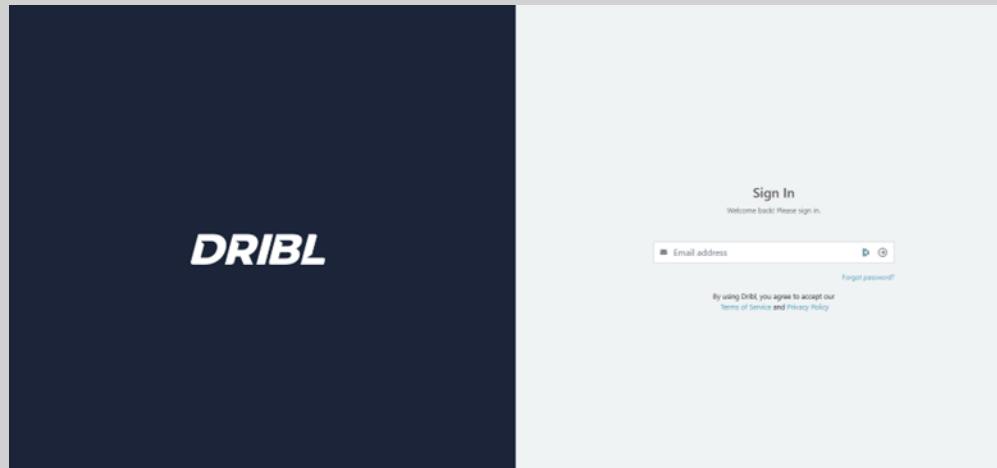 DRIBL
Sign In
Welcome back! Please sign in.
Email address
Forgot password?
By using Dribl, you agree to accept our
Terms of Service and Privacy Policy